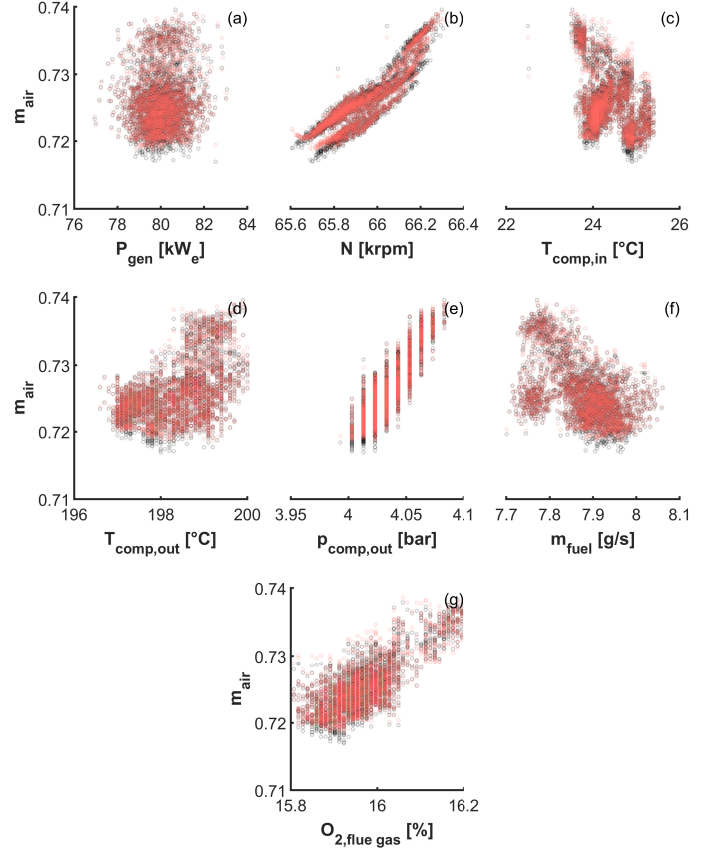 0.74
0.73
0.72
0.71
m_air
(a)
76 78 80 82 84
P_gen [kW_e]
(b)
65.6 65.8 66 66.2 66.4
N [krpm]
(c)
22 24 26
T_comp,in [°C]
0.74
0.73
0.72
0.71
m_air
(d)
196 198 200
T_comp,out [°C]
(e)
3.95 4 4.05 4.1
p_comp,out [bar]
(f)
7.7 7.8 7.9 8 8.1
m_fuel [g/s]
0.74
0.73
0.72
0.71
m_air
(g)
15.8 16 16.2
O_2,flue gas [%]